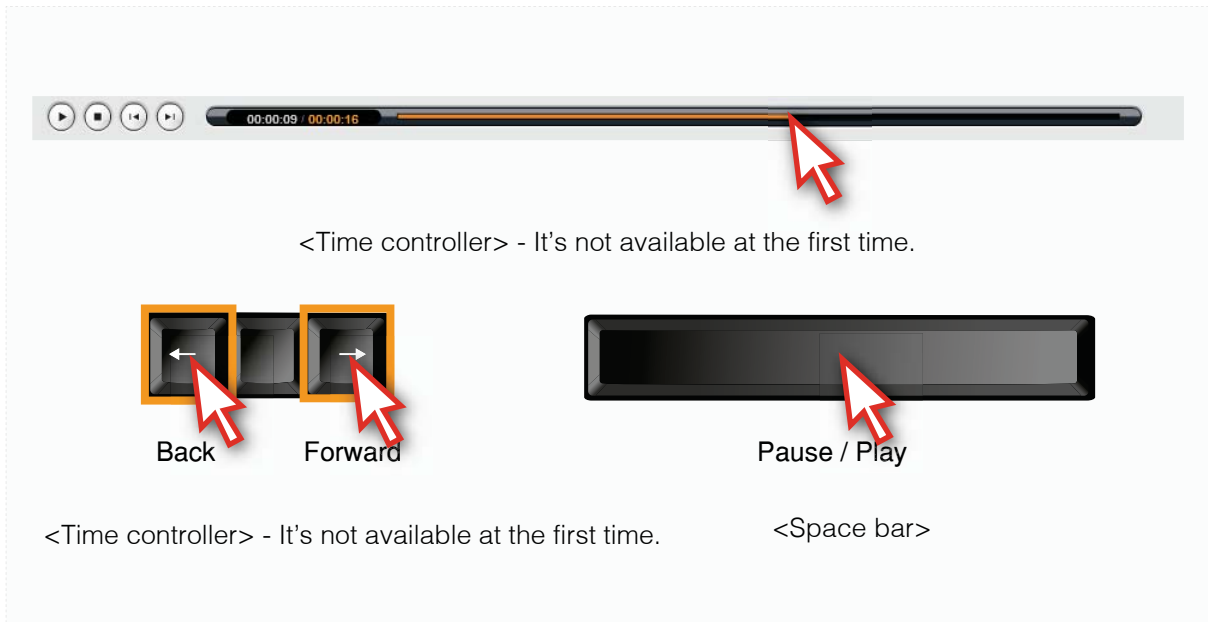 00:00:09 / 00:00:16
<Time controller> - It’s not available at the first time.
Back Forward
Pause / Play
<Time controller> - It’s not available at the first time.
<Space bar>